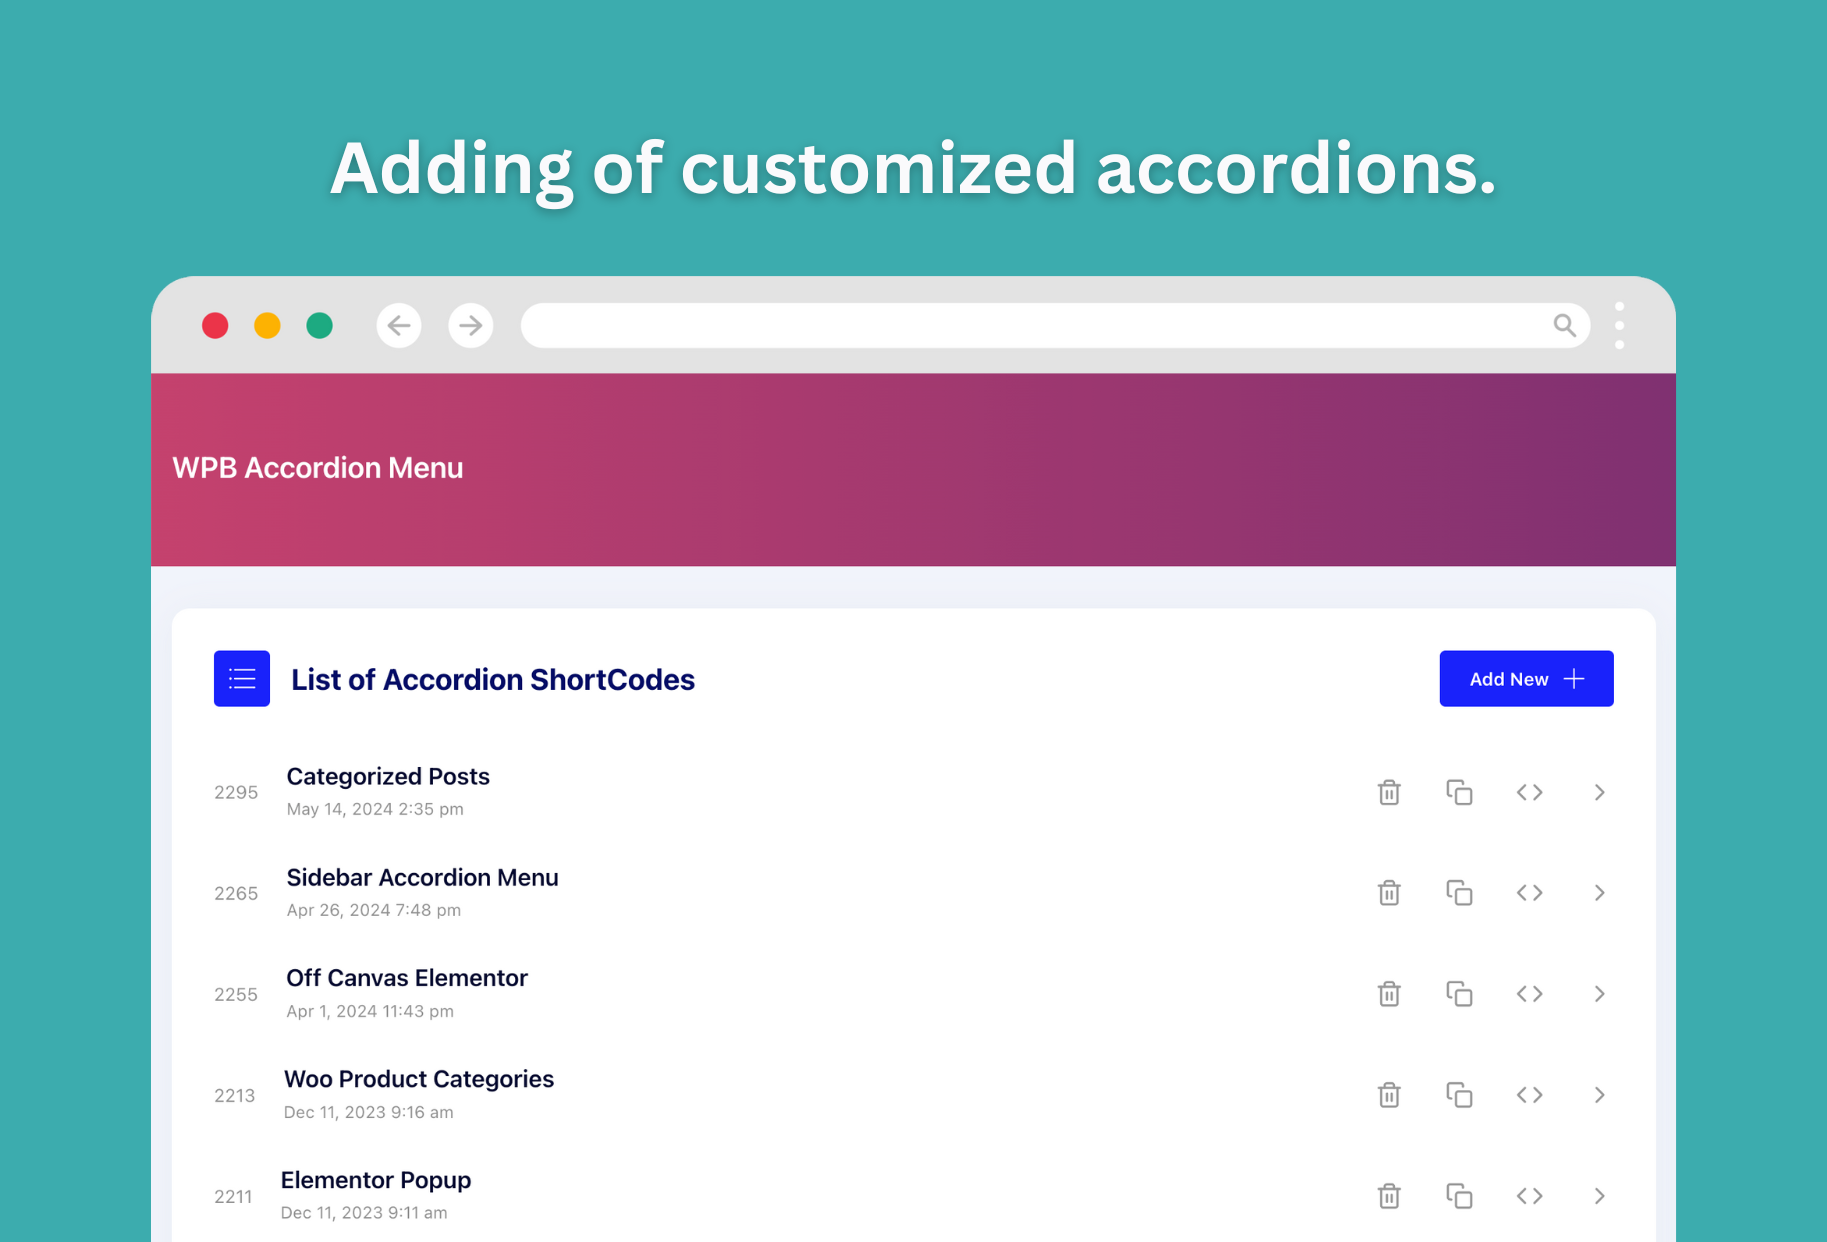 Adding of customized accordions.
WPB Accordion Menu
List of Accordion ShortCodes
Add New
2295
Categorized Posts
May 14, 2024 2:35 pm
2265
Sidebar Accordion Menu
Apr 26, 2024 7:48 pm
2255
Off Canvas Elementor
Apr 1, 2024 11:43 pm
2213
Woo Product Categories
Dec 11, 2023 9:16 am
2211
Elementor Popup
Dec 11, 2023 9:11 am